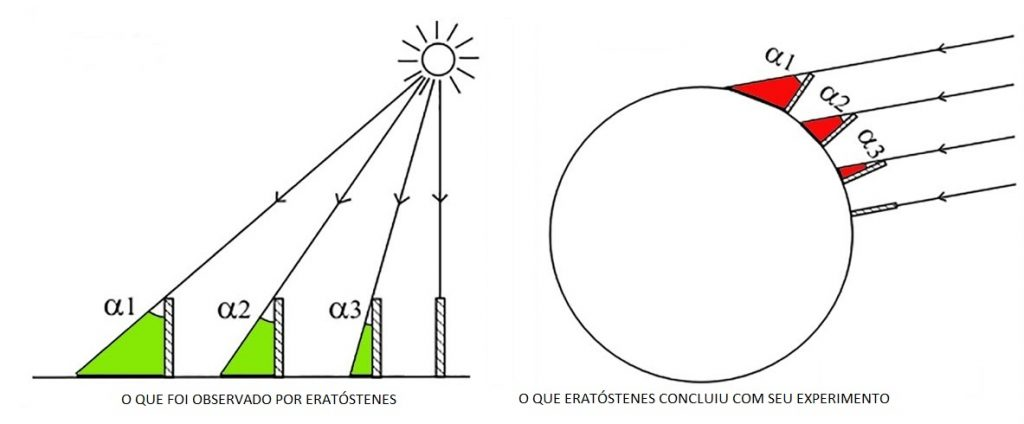 α1
α2
α3
O QUE FOI OBSERVADO POR ERATÓSTENES
α1
α2
α3
O QUE ERATÓSTENES CONCLUIU COM SEU EXPERIMENTO